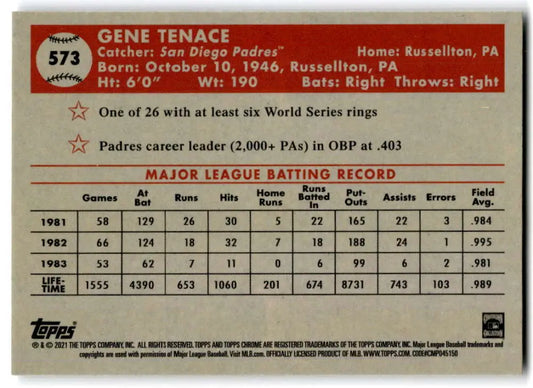 573
GENE TENACE
Catcher: San Diego Padres™ Home: Russellton, PA
Born: October 10, 1946, Russellton, PA
Ht: 6'0" Wt: 190 Bats: Right Throws: Right
One of 26 with at least six World Series rings
Padres career leader (2,000+ PAs) in OBP at .403
MAJOR LEAGUE BATTING RECORD
Games At Bat Runs Hits Home Runs Runs Batted In Put-Outs Assists Errors Field Avg.
1981 58 129 26 30 5 22 165 22 3 .984
1982 66 124 18 32 7 18 188 24 1 .995
1983 53 62 7 11 0 6 99 6 2 .981
LIFE-TIME 1555 4390 653 1060 201 674 8731 743 103 .989
Topps
® & © 2021 THE TOPPS COMPANY, INC. ALL RIGHTS RESERVED. TOPPS AND TOPPS CHROME ARE REGISTERED TRADEMARKS OF THE TOPPS COMPANY, INC. Major League Baseball trademarks and
copyrights are used with permission of Major League Baseball. Visit MLB.com. OFFICIALLY LICENSED PRODUCT OF MLB. WWW.TOPPS.COM. CODE#CMP045150